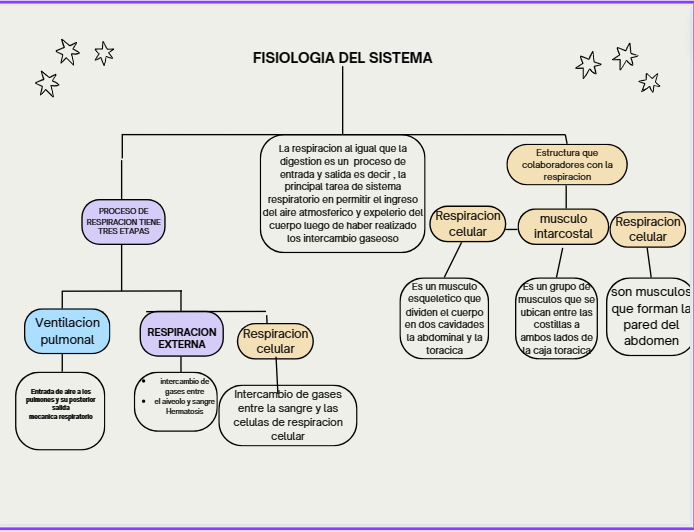 FISIOLOGIA DEL SISTEMA
La respiracion al igual que la
digestion es un proceso de
entrada y salida es decir , la
principal tarea de sistema
respiratorio en permitir el ingreso
del aire atmosferico y expelerio del
cuerpo luego de haber realizado
los intercambio gaseoso
Estructura que
colaboradores con la
respiracion
PROCESO DE
RESPIRACION TIENE
TRES ETAPAS
Respiracion
celular
musculo
intarcostal
Respiracion
celular
Es un musculo
esqueletico que
dividen el cuerpo
en dos cavidades
la abdominal y la
toracica
Es un grupo de
musculos que se
ubican entre las
costillas a
ambos lados de
la caja toracica
son musculos
que forman la
pared del
abdomen
Ventilacion
pulmonal
RESPIRACION
EXTERNA
Respiracion
celular
Entrada de aire a los
pulmones y su posterior
salida
mecanica respiratorio
intercambio de
gases entre
el aiveolo y sangre
Hermatosis
Intercambio de gases
entre la sangre y las
celulas de respiracion
celular